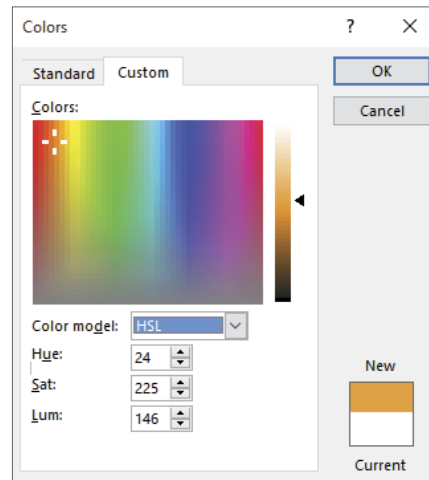 Colors ?
Standard Custom
OK
Cancel
Colors:
Color model: HSL
Hue: 24
Sat: 225
Lum: 146
New
Current